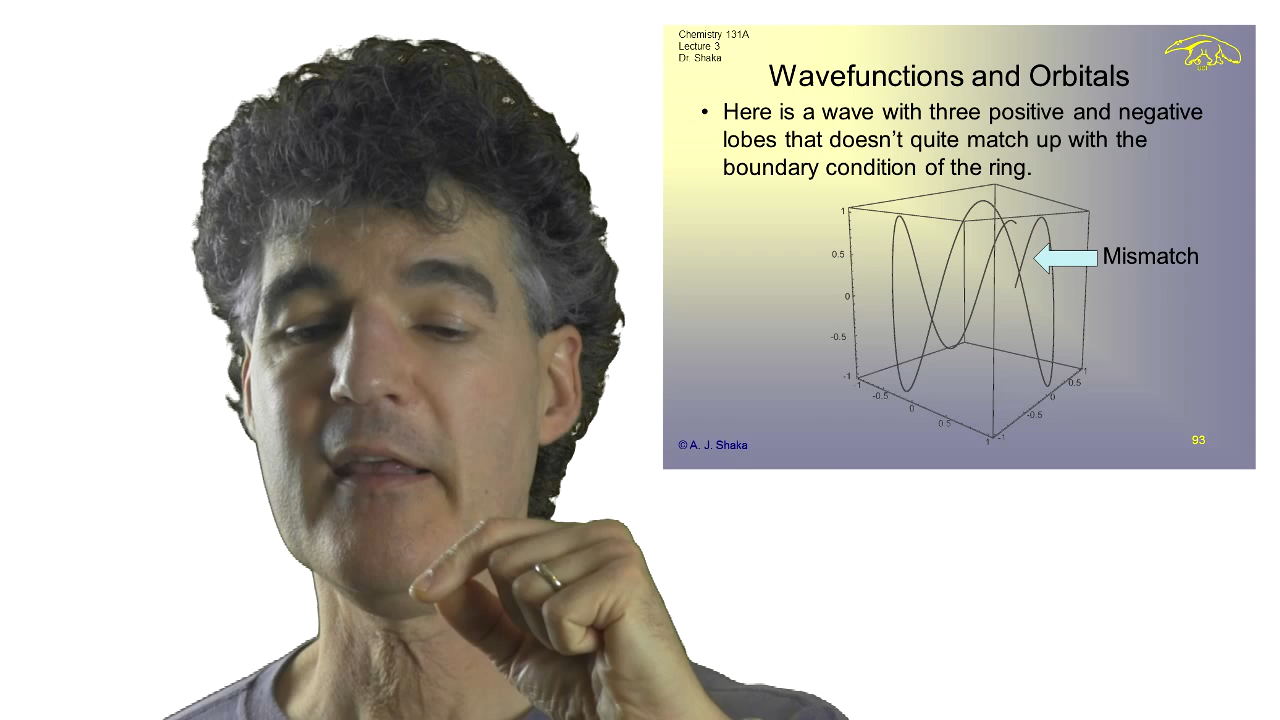 Chemistry 131A
Lecture 3
Dr. Shaka
UCI
Wavefunctions and Orbitals
• Here is a wave with three positive and negative
lobes that doesn’t quite match up with the
boundary condition of the ring.
Mismatch
1
0.5
0
-0.5
-1
-1
-0.5
0
0.5
1
-1
-0.5
0
0.5
1
© A. J. Shaka
93